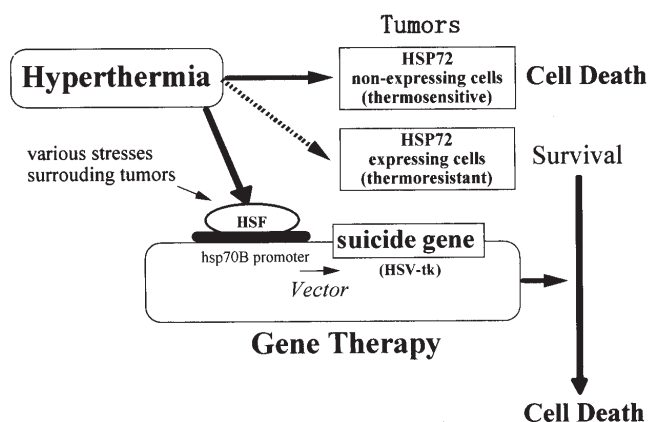 Tumors
Hyperthermia
HSP72
non-expressing cells
(thermosensitive)
Cell Death
HSP72
expressing cells
(thermoresistant)
Survival
various stresses
surrouding tumors
HSF
hsp70B promoter
suicide gene
(HSV-tk)
Vector
Gene Therapy
Cell Death